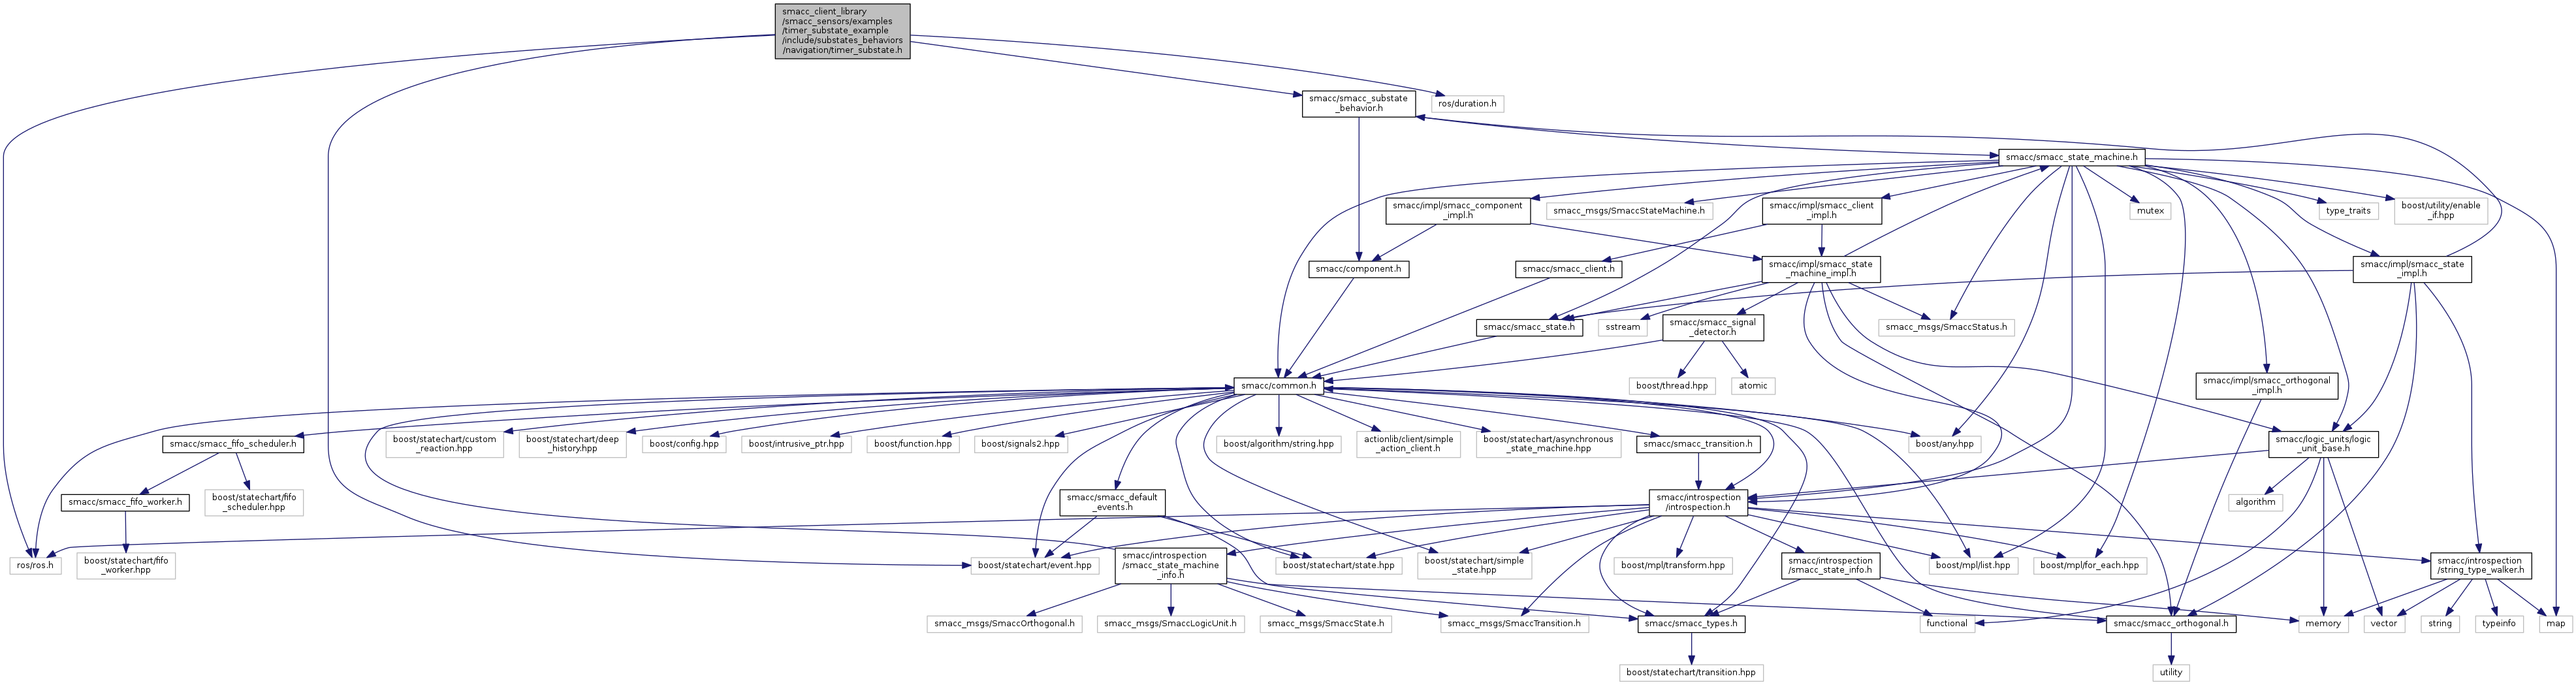 smacc_client_library
/smacc_sensors/examples
/timer_substate_example
/include/substates_behaviors
/navigation/timer_substate.h
smacc/smacc_substate
_behavior.h
ros/duration.h
smacc/smacc_state_machine.h
smacc/impl/smacc_component
_impl.h
smacc_msgs/SmaccStateMachine.h
smacc/impl/smacc_client
_impl.h
mutex
type_traits
boost/utility/enable
_if.hpp
smacc/component.h
smacc/smacc_client.h
smacc/impl/smacc_state
_machine_impl.h
smacc/impl/smacc_state
_impl.h
smacc/smacc_state.h
sstream
smacc/smacc_signal
_detector.h
smacc_msgs/SmaccStatus.h
smacc/common.h
boost/thread.hpp
atomic
smacc/impl/smacc_orthogonal
_impl.h
smacc/smacc_fifo_scheduler.h
boost/statechart/custom
_reaction.hpp
boost/statechart/deep
_history.hpp
boost/config.hpp
boost/intrusive_ptr.hpp
boost/function.hpp
boost/signals2.hpp
boost/algorithm/string.hpp
actionlib/client/simple
_action_client.h
boost/statechart/asynchronous
_state_machine.hpp
smacc/smacc_transition.h
boost/any.hpp
smacc/logic_units/logic
_unit_base.h
smacc/smacc_fifo_worker.h
boost/statechart/fifo
_scheduler.hpp
smacc/smacc_default
_events.h
smacc/introspection
/introspection.h
algorithm
ros/ros.h
boost/statechart/fifo
_worker.hpp
boost/statechart/event.hpp
smacc/introspection
/smacc_state_machine
_info.h
boost/statechart/state.hpp
boost/statechart/simple
_state.hpp
boost/mpl/transform.hpp
smacc/introspection
/smacc_state_info.h
boost/mpl/list.hpp
boost/mpl/for_each.hpp
smacc/introspection
/string_type_walker.h
smacc_msgs/SmaccOrthogonal.h
smacc_msgs/SmaccLogicUnit.h
smacc_msgs/SmaccState.h
smacc_msgs/SmaccTransition.h
smacc/smacc_types.h
functional
smacc/smacc_orthogonal.h
memory
vector
string
typeinfo
map
boost/statechart/transition.hpp
utility